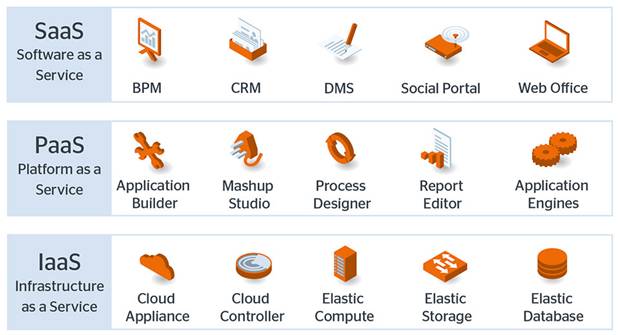 SaaS
Software as a
Service
BPM
CRM
DMS
Social Portal
Web Office
PaaS
Platform as a
Service
Application
Builder
Mashup
Studio
Process
Designer
Report
Editor
Application
Engines
IaaS
Infrastructure
as a Service
Cloud
Appliance
Cloud
Controller
Elastic
Compute
Elastic
Storage
Elastic
Database